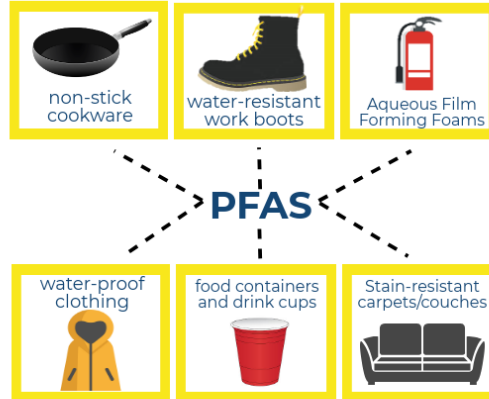 non-stick
cookware
water-resistant
work boots
Aqueous Film
Forming Foams
PFAS
water-proof
clothing
food containers
and drink cups
Stain-resistant
carpets/couches